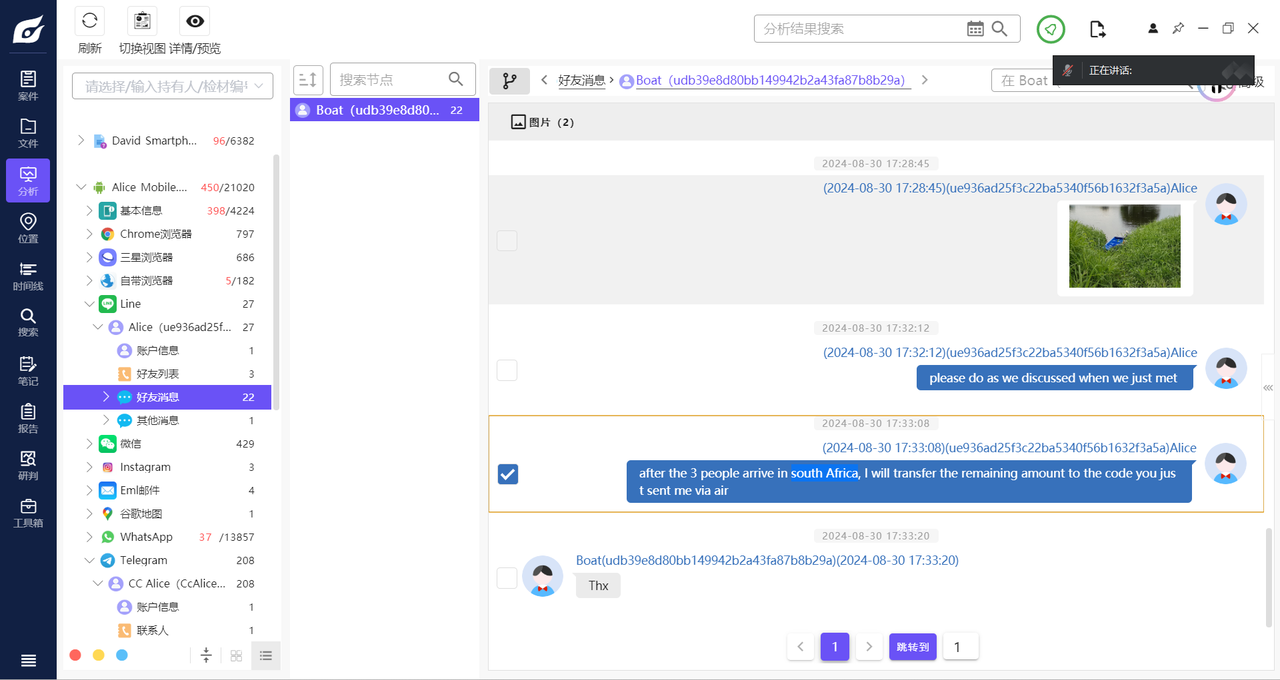 刷新
切换视图
详情/预览
分析结果搜索
正在讲话:
案件
文件
分析
位置
时间线
搜索
笔记
报告
研判
工具箱
请选择/输入持有人/检材编号
David Smartph... 96/6382
Alice Mobile.... 450/21020
基本信息 398/4224
Chrome浏览器 797
三星浏览器 686
自带浏览器 5/182
Line 27
Alice（ue936ad25f... 27
账户信息 1
好友列表 3
好友消息 22
其他消息 1
微信 429
Instagram 3
Eml邮件 4
谷歌地图 1
WhatsApp 37 /13857
Telegram 208
CC Alice（CcAlice... 208
账户信息 1
联系人 1
搜索节点
Boat（udb39e8d80... 22
好友消息
Boat（udb39e8d80bb149942b2a43fa87b8b29a）
在 Boat
级
图片（2）
2024-08-30 17:28:45
(2024-08-30 17:28:45)(ue936ad25f3c22ba5340f56b1632f3a5a)Alice
2024-08-30 17:32:12
(2024-08-30 17:32:12)(ue936ad25f3c22ba5340f56b1632f3a5a)Alice
please do as we discussed when we just met
2024-08-30 17:33:08
(2024-08-30 17:33:08)(ue936ad25f3c22ba5340f56b1632f3a5a)Alice
after the 3 people arrive in south Africa, I will transfer the remaining amount to the code you jus
t sent me via air
2024-08-30 17:33:20
Boat(udb39e8d80bb149942b2a43fa87b8b29a)(2024-08-30 17:33:20)
Thx
1
跳转到
1